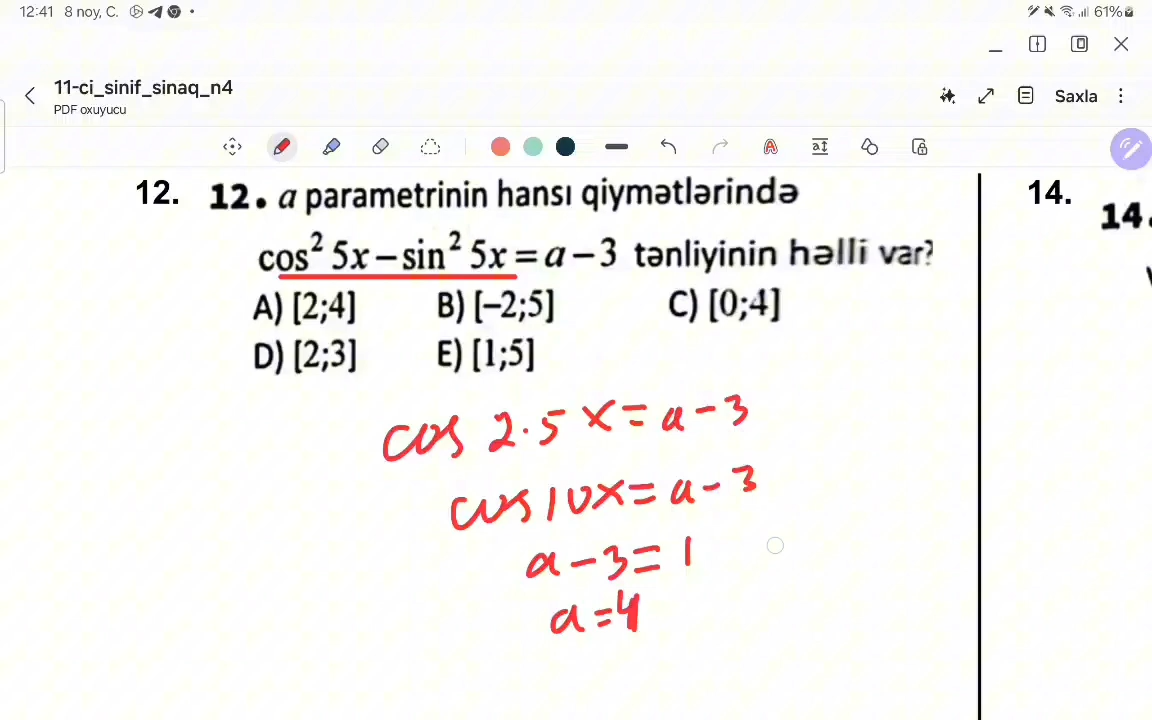 12:41 8 noy, C.
61%
11-ci_sinif_sinaq_n4
PDF oxuyucu
Saxla
12. 12. a parametrinin hansı qiymətlərində
cos² 5x – sin² 5x = a – 3 tənliyinin həlli var?
A) [2;4] B) [–2;5] C) [0;4]
D) [2;3] E) [1;5]
cos 2·5x = a – 3
cos 10x = a – 3
a – 3 = 1
a = 4
14.
14.